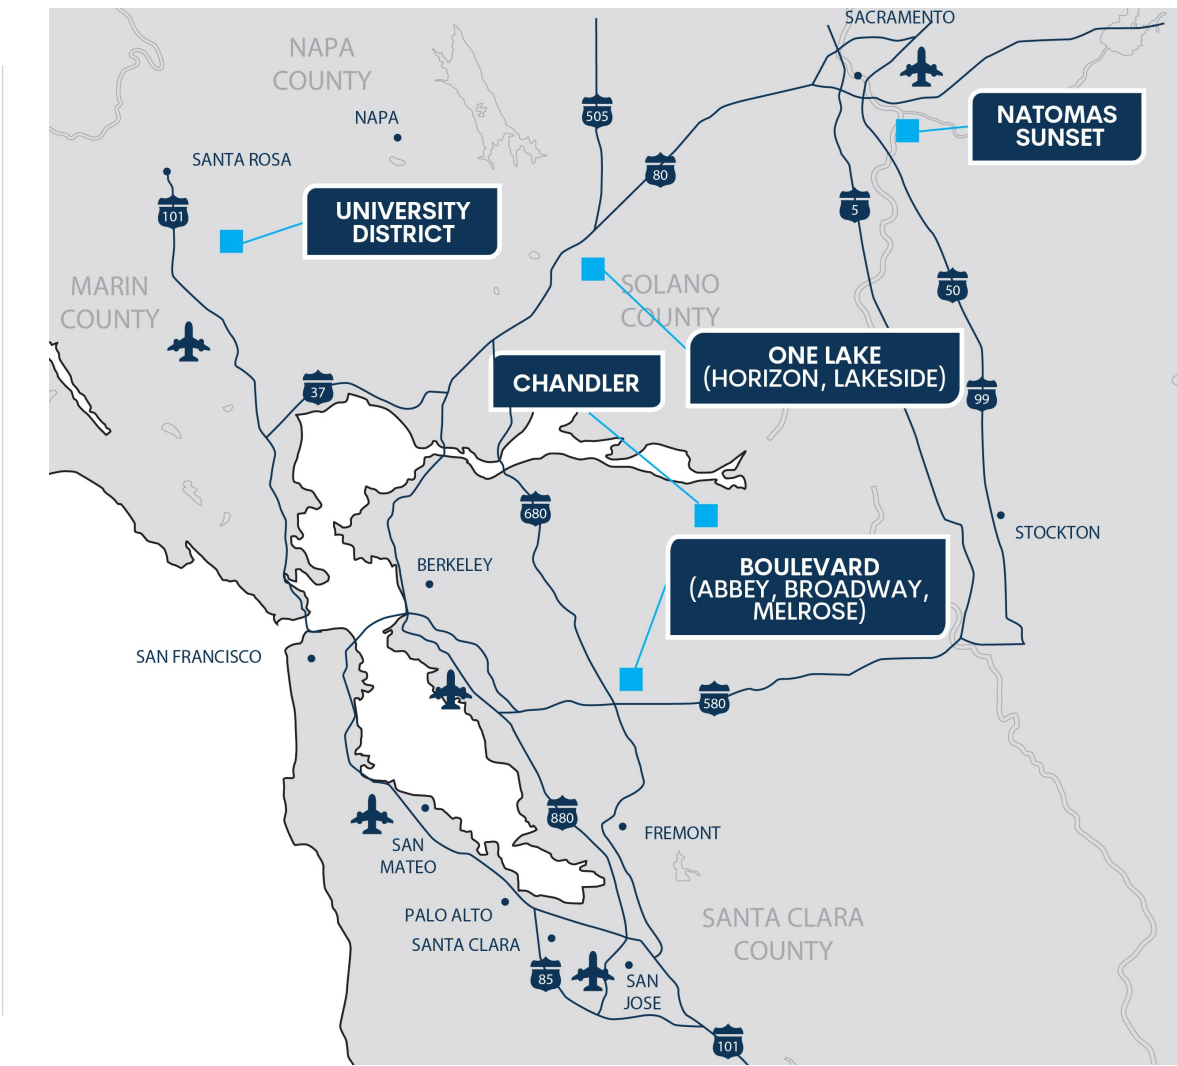 SACRAMENTO
NAPA
COUNTY
NAPA
505
NATOMAS
SUNSET
SANTA ROSA
80
101
UNIVERSITY
DISTRICT
5
MARIN
COUNTY
SOLANO
COUNTY
50
ONE LAKE
(HORIZON, LAKESIDE)
CHANDLER
37
99
680
STOCKTON
BERKELEY
BOULEVARD
(ABBEY, BROADWAY,
MELROSE)
SAN FRANCISCO
580
880
FREMONT
SAN
MATEO
PALO ALTO
SANTA CLARA
SANTA CLARA
COUNTY
85
SAN
JOSE
101